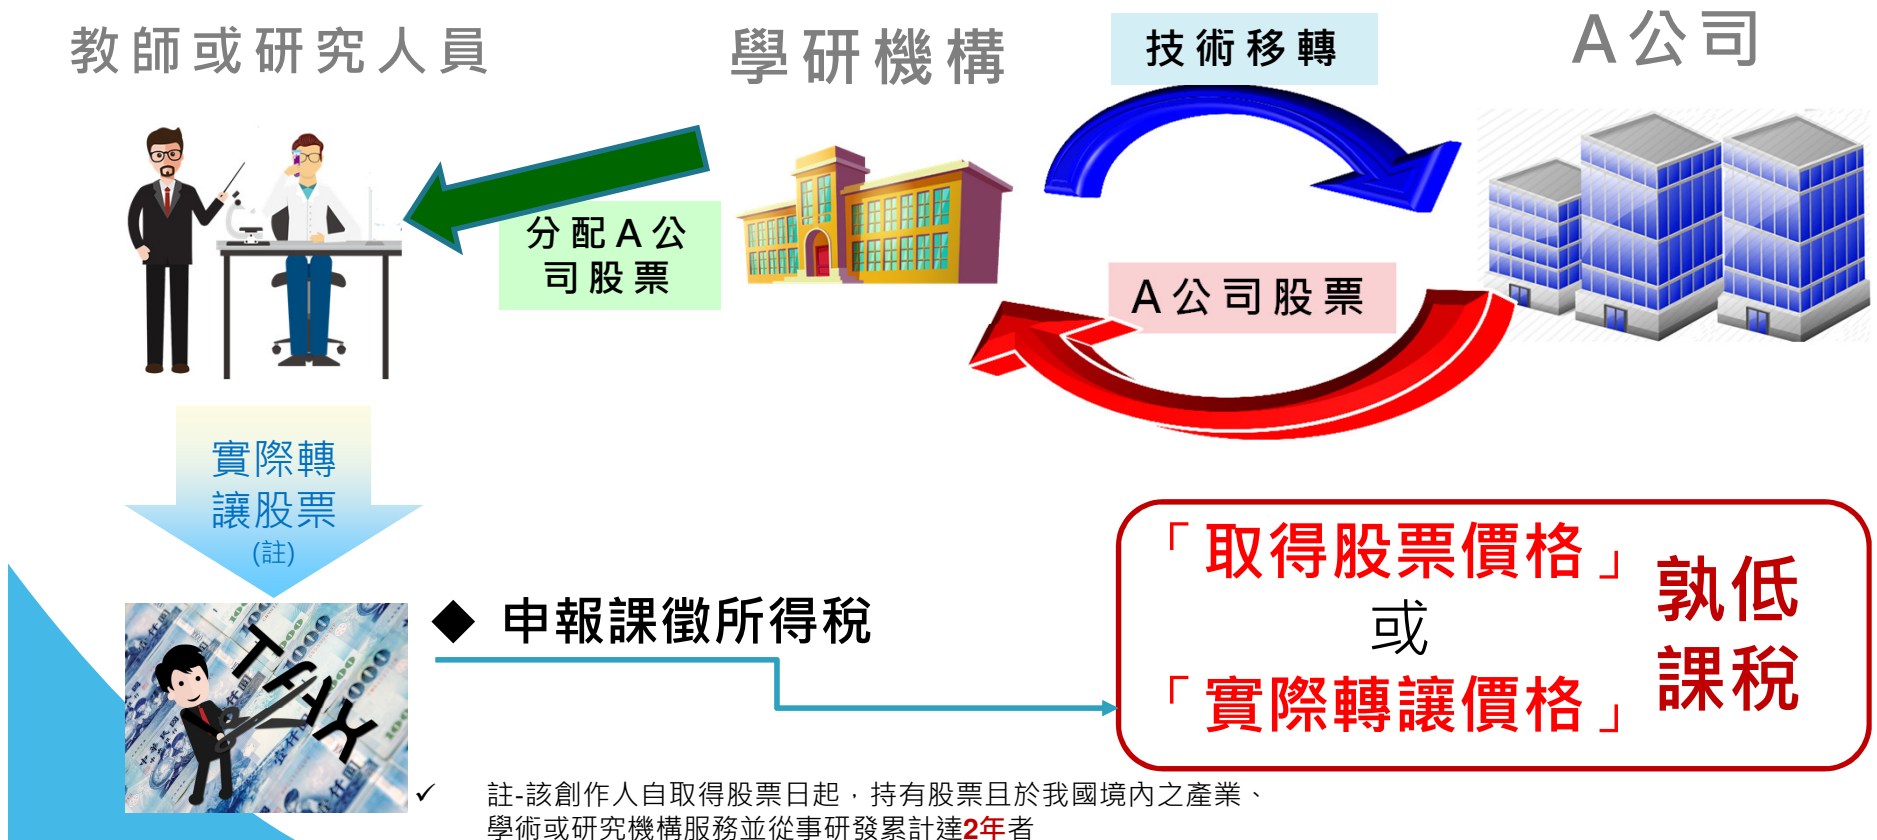 教師或研究人員
學研機構
技術移轉
A公司
分配A公
司股票
A公司股票
實際轉
讓股票
(註)
TAX
◆ 申報課徵所得稅
「取得股票價格」
或
「實際轉讓價格」
孰低
課稅
✓ 註-該創作人自取得股票日起，持有股票且於我國境內之產業、
學術或研究機構服務並從事研發累計達2年者